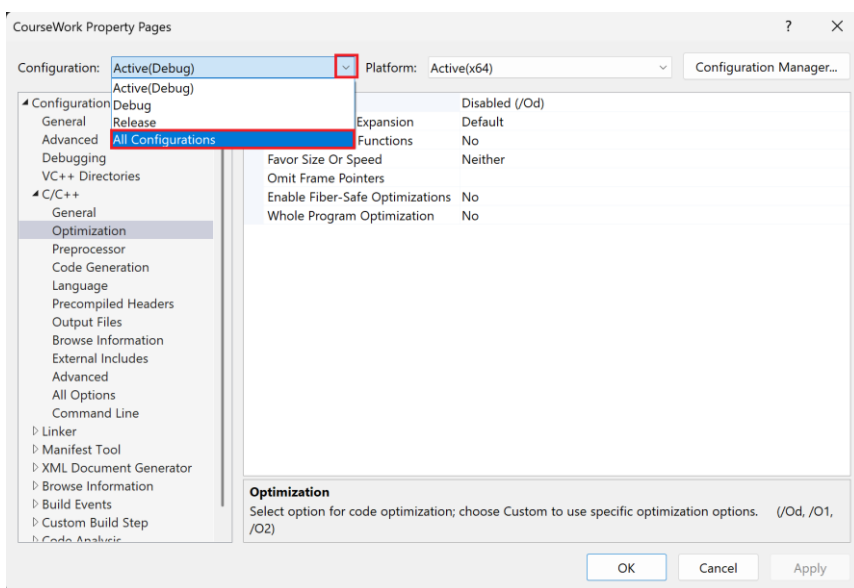 CourseWork Property Pages ? ×
Configuration: Active(Debug) Platform: Active(x64) Configuration Manager...
Active(Debug)
Debug
Release
All Configurations
Configuration
General
Advanced
Debugging
VC++ Directories
C/C++
General
Optimization
Preprocessor
Code Generation
Language
Precompiled Headers
Output Files
Browse Information
External Includes
Advanced
All Options
Command Line
Linker
Manifest Tool
XML Document Generator
Browse Information
Build Events
Custom Build Step
Code Analysis
Disabled (/Od)
Expansion Default
Functions No
Favor Size Or Speed Neither
Omit Frame Pointers
Enable Fiber-Safe Optimizations No
Whole Program Optimization No
Optimization
Select option for code optimization; choose Custom to use specific optimization options. (/Od, /O1,
/O2)
OK Cancel Apply